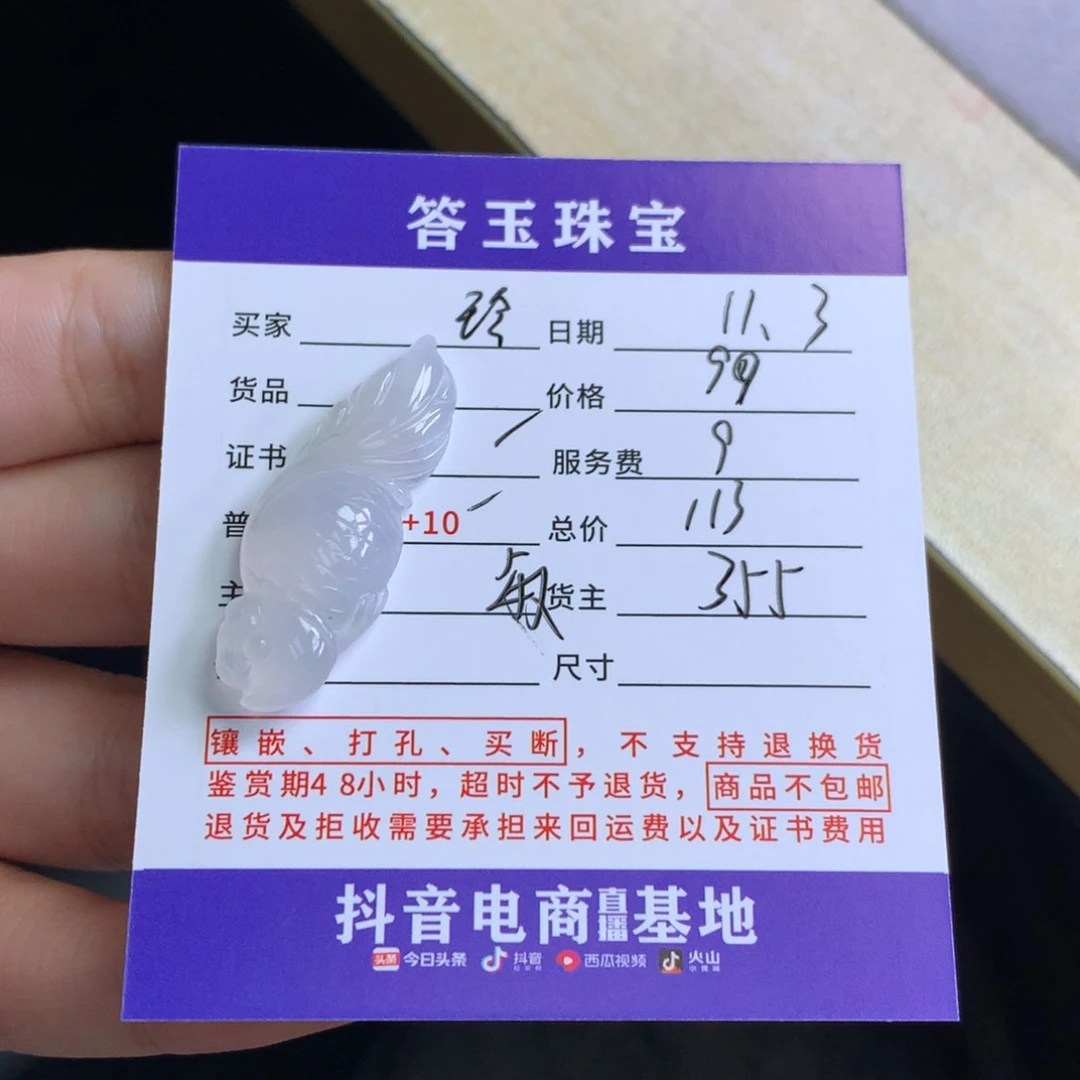 答玉珠宝
买家 玲 日期 11、3
货品 价格 99
证书 服务费 9
普 +10 总价 113
主 货主 355
尺寸
镶嵌、打孔、买断，不支持退换货
鉴赏期48小时，超时不予退货，商品不包邮
退货及拒收需要承担来回运费以及证书费用
抖音电商直播基地
头条 今日头条 抖音 西瓜视频 火山